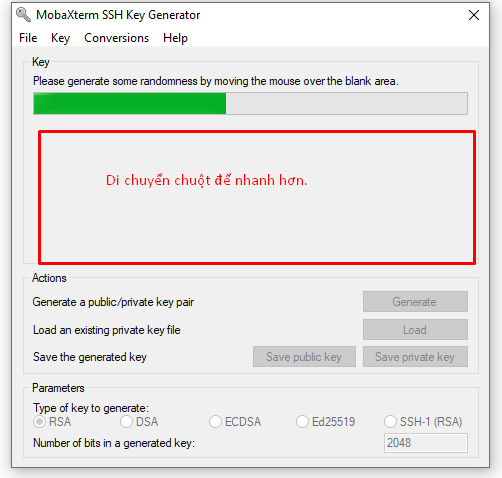 MobaXterm SSH Key Generator
File Key Conversions Help
Key
Please generate some randomness by moving the mouse over the blank area.
Di chuyển chuột để nhanh hơn.
Actions
Generate a public/private key pair Generate
Load an existing private key file Load
Save the generated key Save public key Save private key
Parameters
Type of key to generate:
RSA DSA ECDSA Ed25519 SSH-1 (RSA)
Number of bits in a generated key: 2048